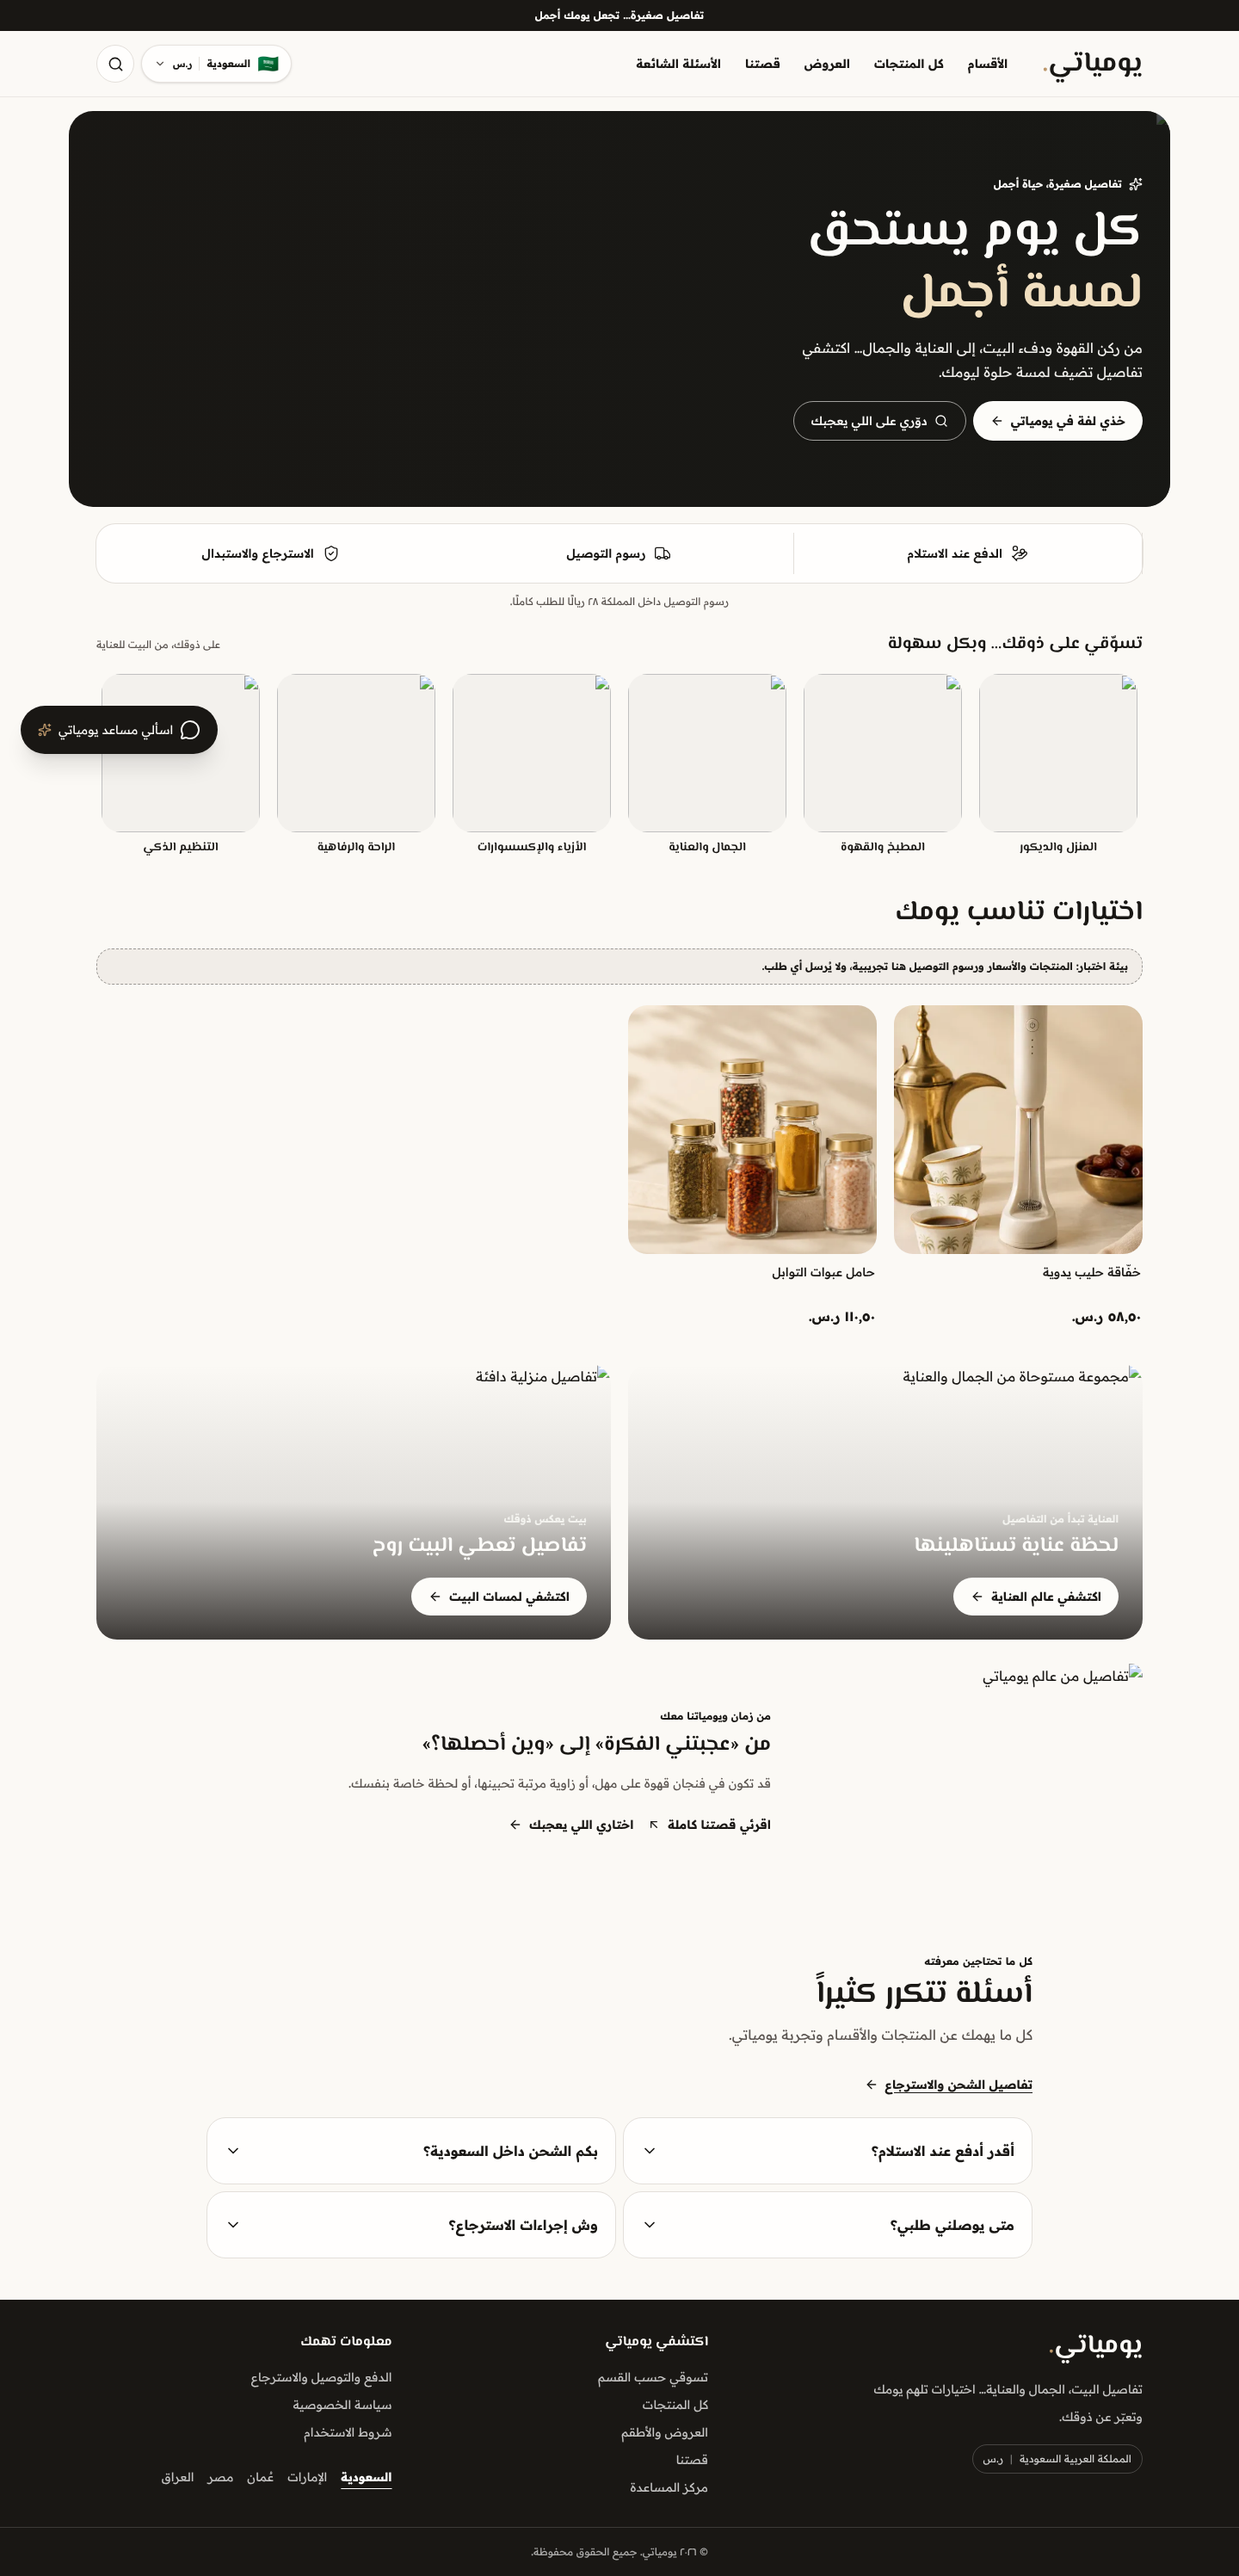 تفاصيل صغيرة... تجعل يومك أجمل
يومياتي.
الأقسام
كل المنتجات
العروض
قصتنا
الأسئلة الشائعة
السعودية | ر.س
تفاصيل صغيرة، حياة أجمل
كل يوم يستحق
لمسة أجمل
من ركن القهوة ودفء البيت، إلى العناية والجمال... اكتشفي
تفاصيل تضيف لمسة حلوة ليومك.
خذي لفة في يومياتي
دوّري على اللي يعجبك
الدفع عند الاستلام
رسوم التوصيل
الاسترجاع والاستبدال
رسوم التوصيل داخل المملكة ٢٨ ريالًا للطلب كاملًا.
تسوّقي على ذوقك... وبكل سهولة
على ذوقك، من البيت للعناية
اسألي مساعد يومياتي
المنزل والديكور
المطبخ والقهوة
الجمال والعناية
الأزياء والإكسسوارات
الراحة والرفاهية
التنظيم الذكي
اختيارات تناسب يومك
بيئة اختبار: المنتجات والأسعار ورسوم التوصيل هنا تجريبية، ولا يُرسل أي طلب.
خفّاقة حليب يدوية
٥٨,٥٠ ر.س.
حامل عبوات التوابل
١١٠,٥٠ ر.س.
مجموعة مستوحاة من الجمال والعناية
العناية تبدأ من التفاصيل
لحظة عناية تستاهلينها
اكتشفي عالم العناية
تفاصيل منزلية دافئة
بيت يعكس ذوقك
تفاصيل تعطي البيت روح
اكتشفي لمسات البيت
تفاصيل من عالم يومياتي
من زمان ويومياتنا معك
من «عجبتني الفكرة» إلى «وين أحصلها؟»
قد تكون في فنجان قهوة على مهل، أو زاوية مرتبة تحبينها، أو لحظة خاصة بنفسك.
اقرئي قصتنا كاملة
اختاري اللي يعجبك
كل ما تحتاجين معرفته
أسئلة تتكرر كثيراً
كل ما يهمك عن المنتجات والأقسام وتجربة يومياتي.
تفاصيل الشحن والاسترجاع
أقدر أدفع عند الاستلام؟
بكم الشحن داخل السعودية؟
متى يوصلني طلبي؟
وش إجراءات الاسترجاع؟
يومياتي.
تفاصيل البيت، الجمال والعناية... اختيارات تلهم يومك
وتعبّر عن ذوقك.
المملكة العربية السعودية | ر.س
اكتشفي يومياتي
تسوقي حسب القسم
كل المنتجات
العروض والأطقم
قصتنا
مركز المساعدة
معلومات تهمك
الدفع والتوصيل والاسترجاع
سياسة الخصوصية
شروط الاستخدام
السعودية
الإمارات
عُمان
مصر
العراق
© ٢٠٢٦ يومياتي. جميع الحقوق محفوظة.